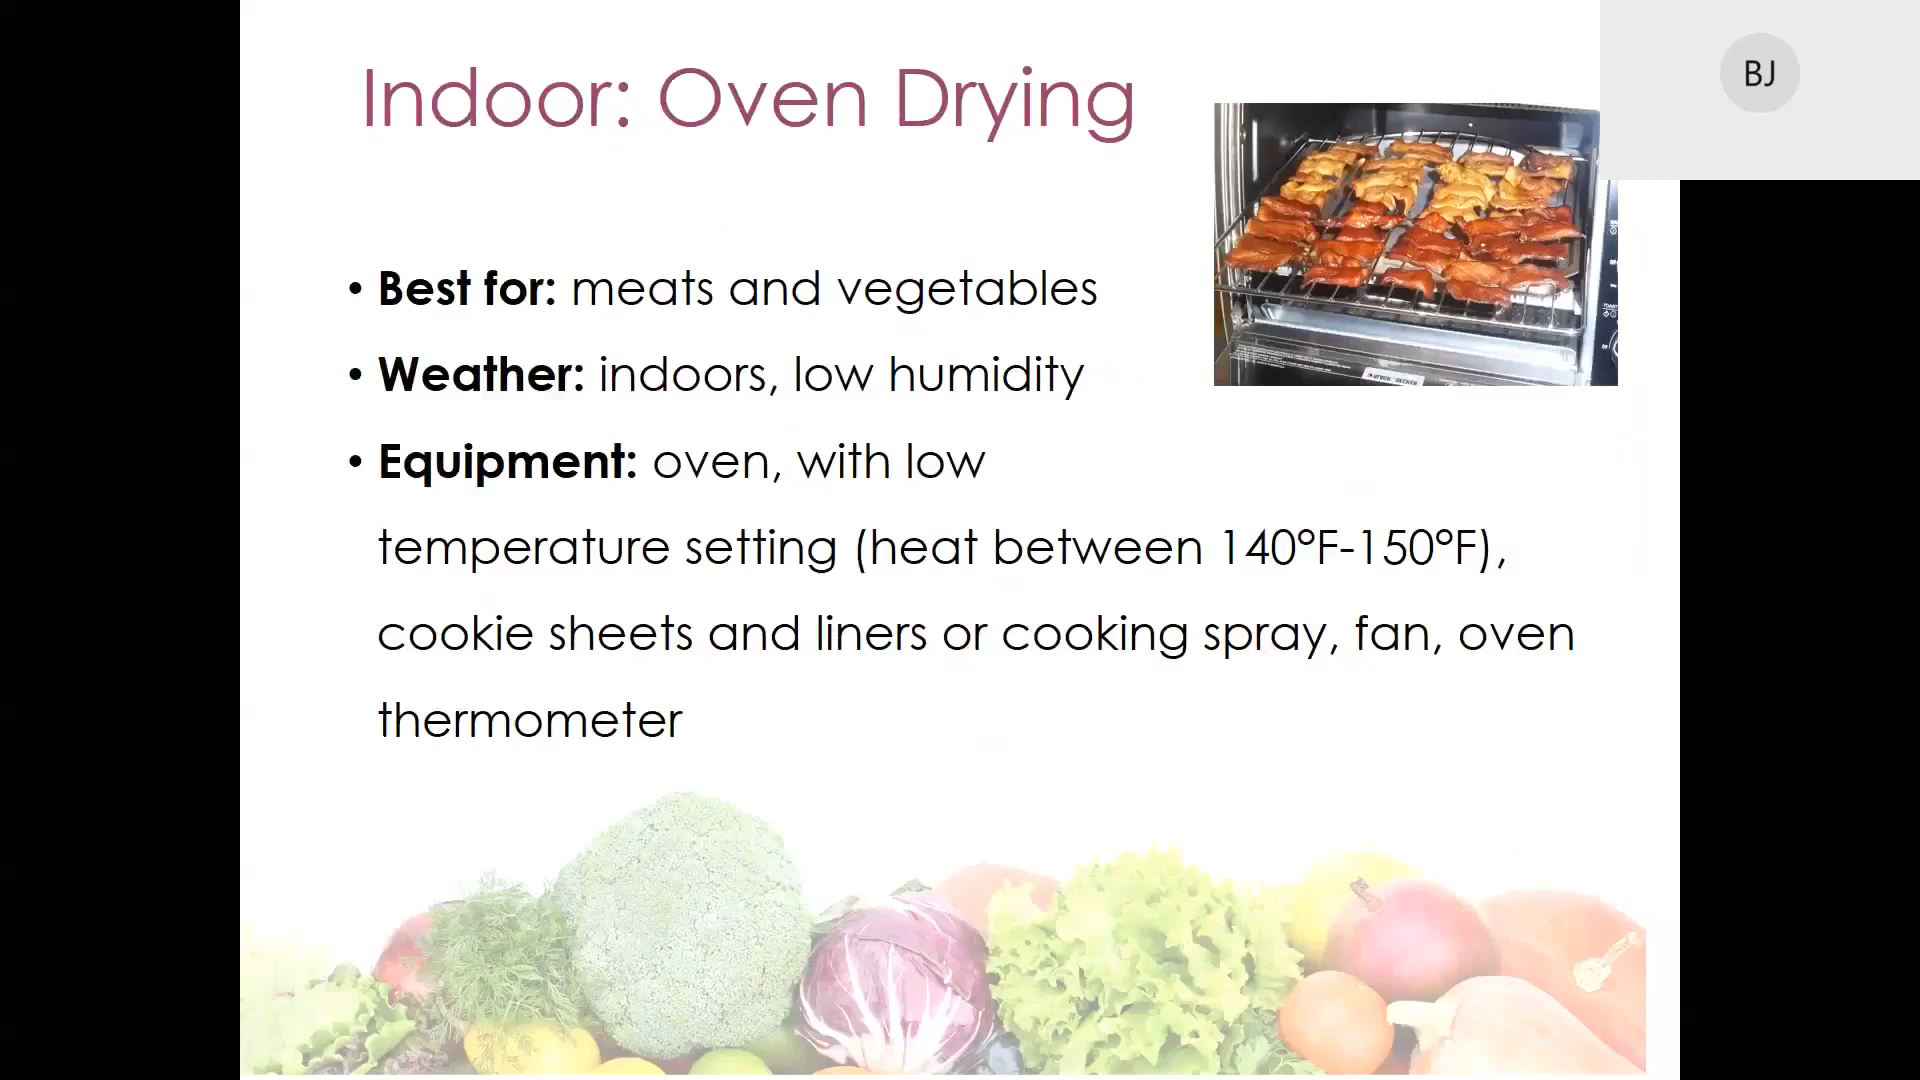 Indoor: Oven Drying
BJ
• Best for: meats and vegetables
• Weather: indoors, low humidity
• Equipment: oven, with low
temperature setting (heat between 140°F-150°F),
cookie sheets and liners or cooking spray, fan, oven
thermometer